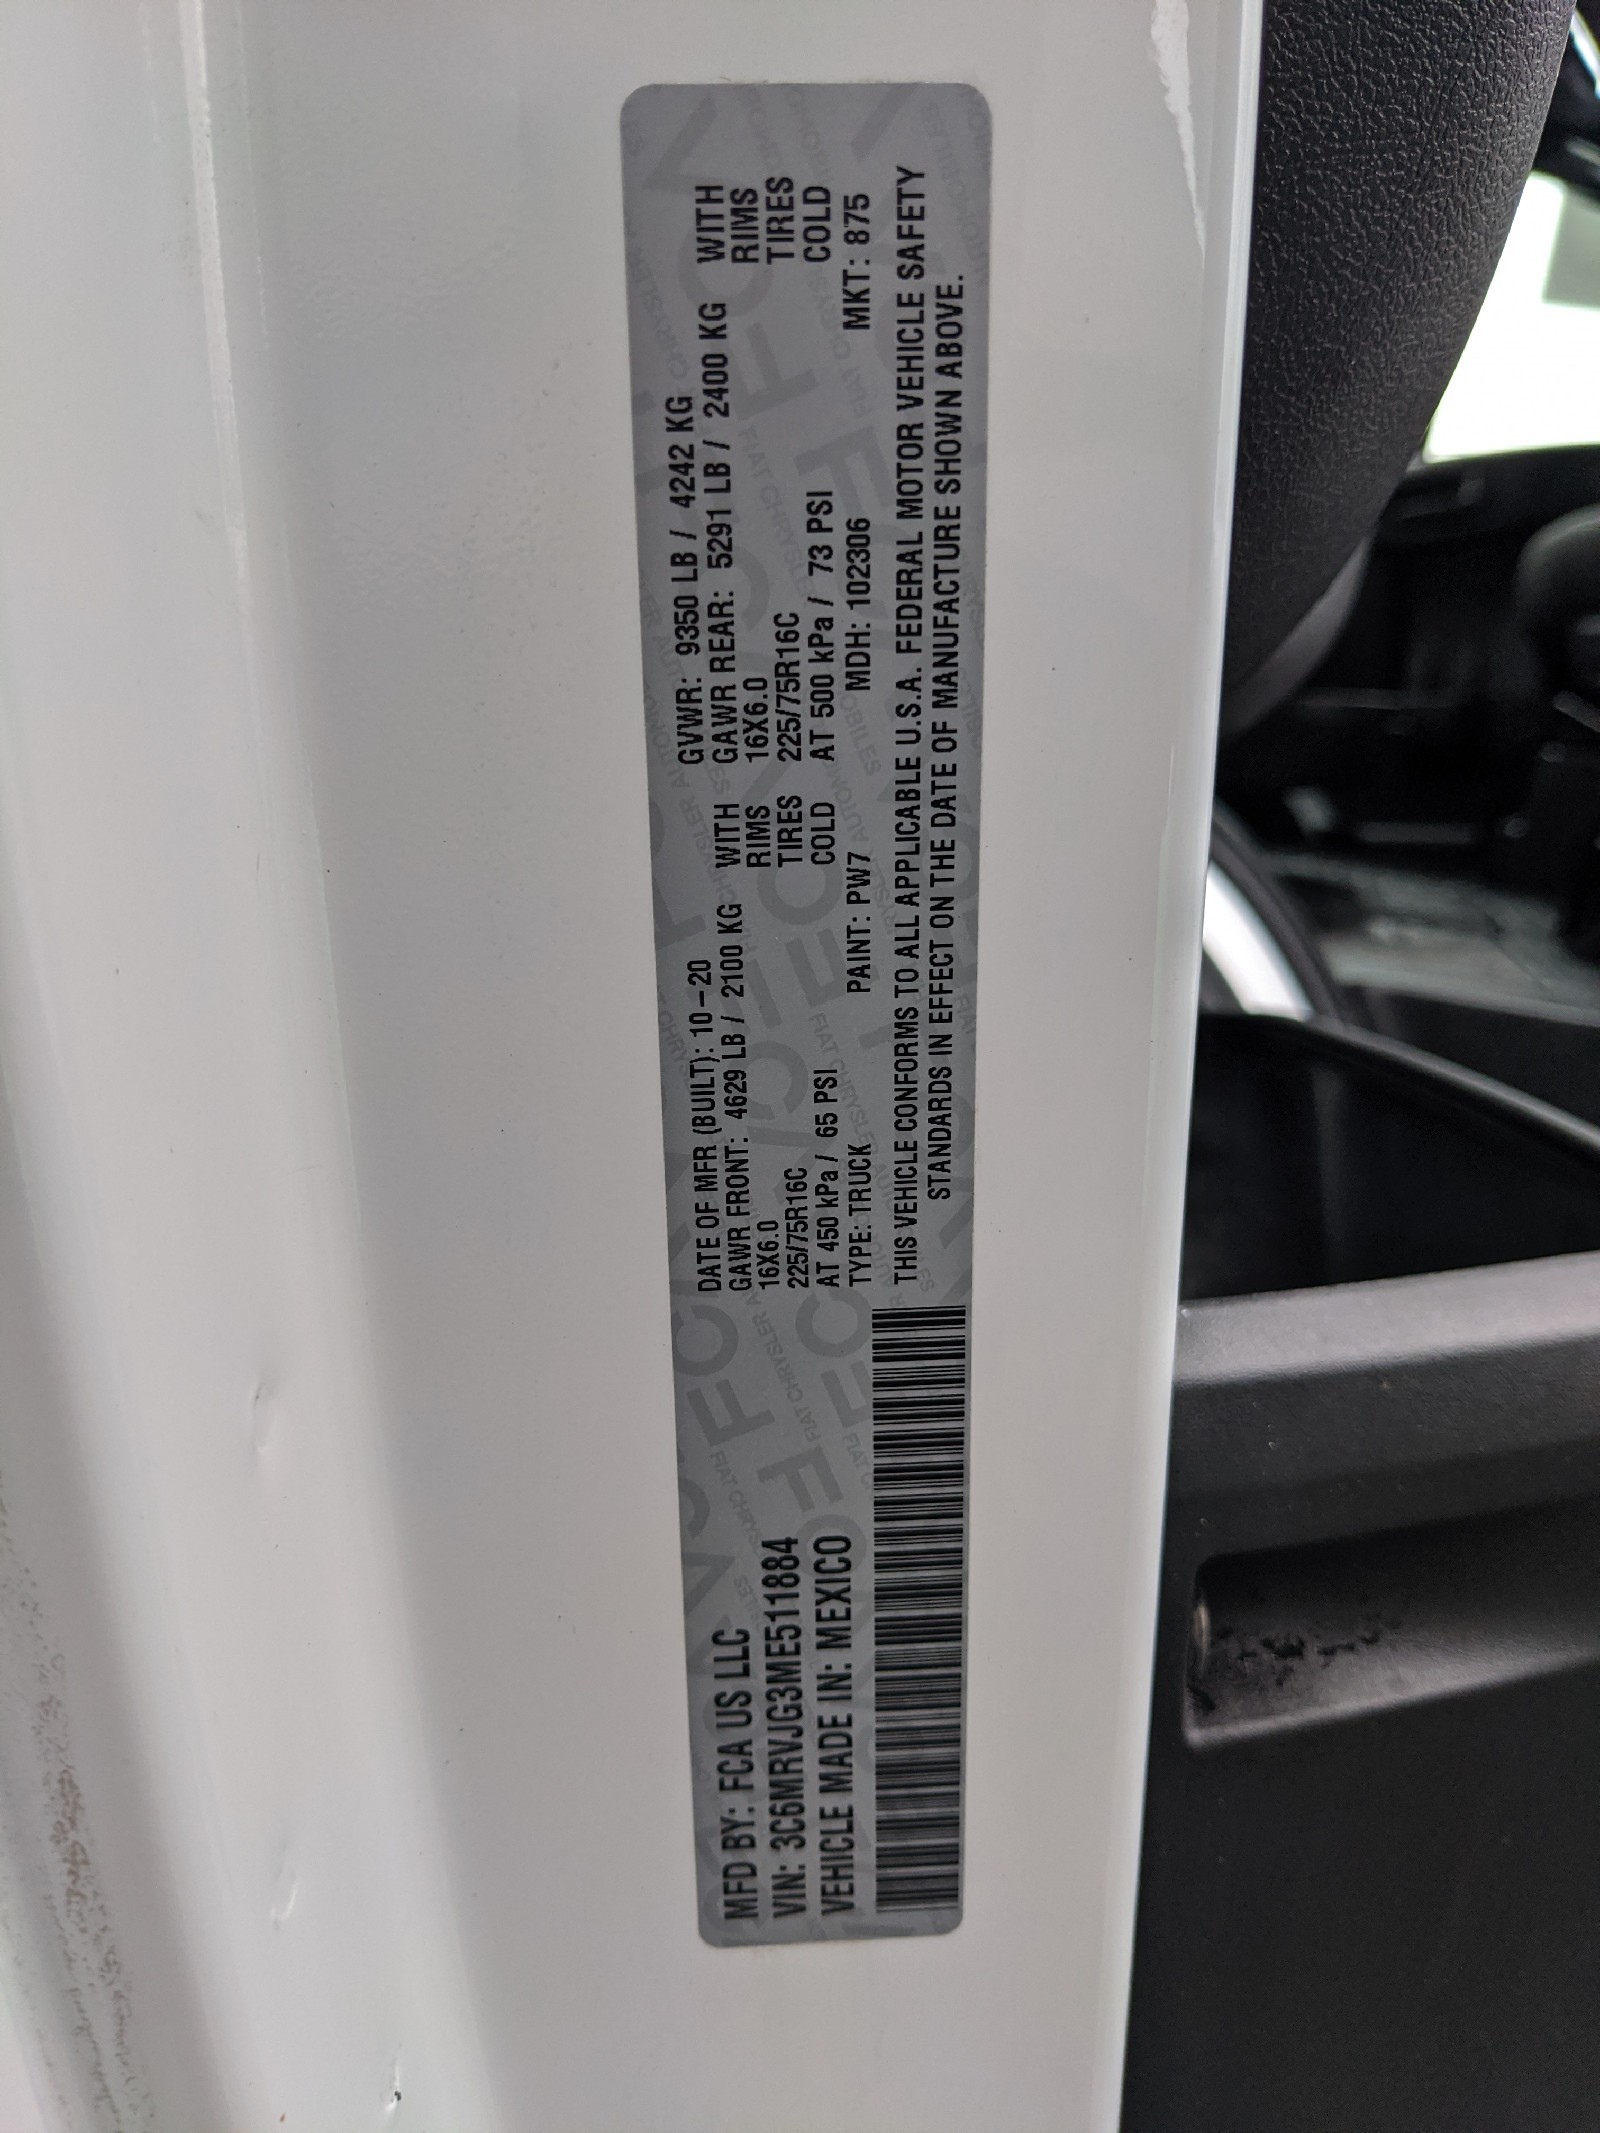 MFD BY: FCA US LLC
VIN: 3C6MRVJG3ME511884
VEHICLE MADE IN: MEXICO
DATE OF MFR (BUILT): 10-20 GVWR: 9350 LB / 4242 KG
GAWR FRONT: 4629 LB / 2100 KG WITH GAWR REAR: 5291 LB / 2400 KG WITH
16X6.0 RIMS 16X6.0 RIMS
225/75R16C TIRES 225/75R16C TIRES
AT 450 kPa / 65 PSI COLD AT 500 kPa / 73 PSI COLD
TYPE: TRUCK PAINT: PW7 MDH: 102306 MKT: 875
THIS VEHICLE CONFORMS TO ALL APPLICABLE U.S.A. FEDERAL MOTOR VEHICLE SAFETY
STANDARDS IN EFFECT ON THE DATE OF MANUFACTURE SHOWN ABOVE.